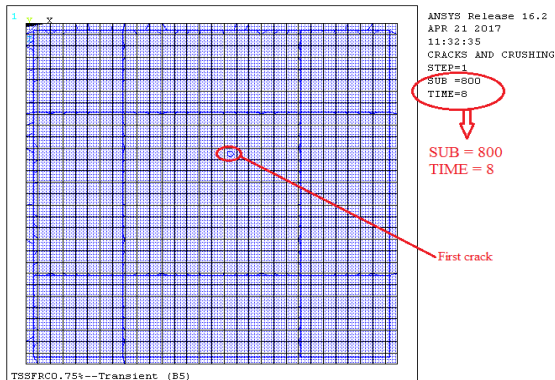 1
Y
X
ANSYS Release 16.2
APR 21 2017
11:32:35
CRACKS AND CRUSHING
STEP=1
SUB =800
TIME=8
SUB = 800
TIME = 8
First crack
TSSFRC0.75%--Transient (B5)